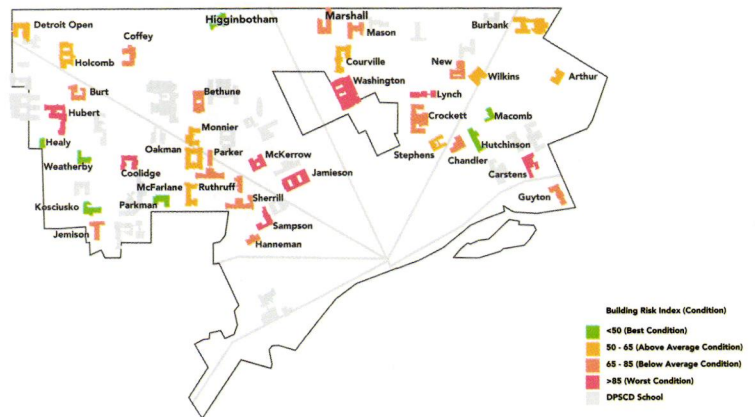 Detroit Open
Coffey
Higginbotham
Marshall
Mason
Burbank
Holcomb
Courville
New
Wilkins
Arthur
Washington
Burt
Bethune
Lynch
Hubert
Crockett
Macomb
Monnier
Healy
Oakman
Parker
McKerrow
Stephens
Chandler
Hutchinson
Weatherby
Coolidge
Jamieson
Carstens
McFarlane
Ruthruff
Kosciusko
Parkman
Sherrill
Guyton
Jemison
Sampson
Hanneman
Building Risk Index (Condition)
<50 (Best Condition)
50 - 65 (Above Average Condition)
65 - 85 (Below Average Condition)
>85 (Worst Condition)
DPSCD School